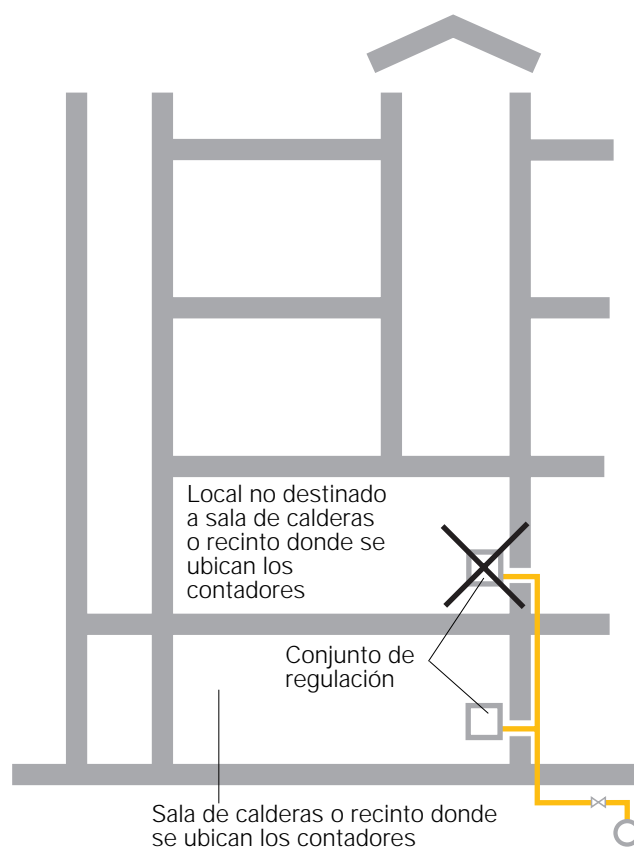 Local no destinado
a sala de calderas
o recinto donde se
ubican los
contadores
Conjunto de
regulación
Sala de calderas o recinto donde
se ubican los contadores